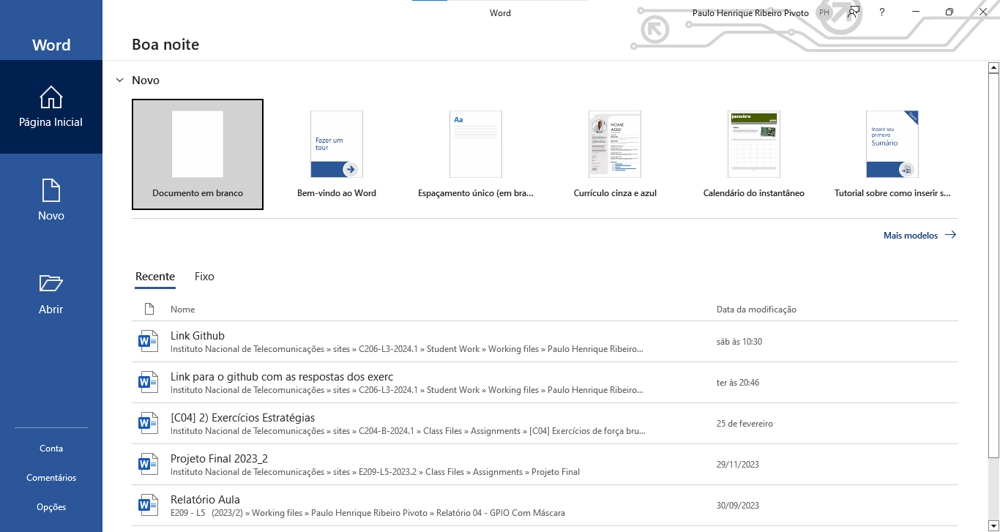 Word
Paulo Henrique Ribeiro Pivoto
PH
?
Word
Boa noite
Página Inicial
Novo
Abrir
Conta
Comentários
Opções
Novo
Fazer um
tour
Aa
NOME
AQUI
janeiro
ANO
Novo
Inserir seu
primeiro
Sumário
Documento em branco
Bem-vindo ao Word
Espaçamento único (em bra...
Currículo cinza e azul
Calendário do instantâneo
Tutorial sobre como inserir s...
Mais modelos
Recente Fixo
Nome Data da modificação
Link Github
Instituto Nacional de Telecomunicações » sites » C206-L3-2024.1 » Student Work » Working files » Paulo Henrique Ribeiro...
sáb às 10:30
Link para o github com as respostas dos exerc
Instituto Nacional de Telecomunicações » sites » C206-L3-2024.1 » Student Work » Working files » Paulo Henrique Ribeiro...
ter às 20:46
[C04] 2) Exercícios Estratégias
Instituto Nacional de Telecomunicações » sites » C204-B-2024.1 » Class Files » Assignments » [C04] Exercícios de força bru...
25 de fevereiro
Projeto Final 2023_2
Instituto Nacional de Telecomunicações » sites » E209-L5-2023.2 » Class Files » Assignments » Projeto Final
29/11/2023
Relatório Aula
E209 - L5 (2023/2) » Working files » Paulo Henrique Ribeiro Pivoto » Relatório 04 - GPIO Com Máscara
30/09/2023